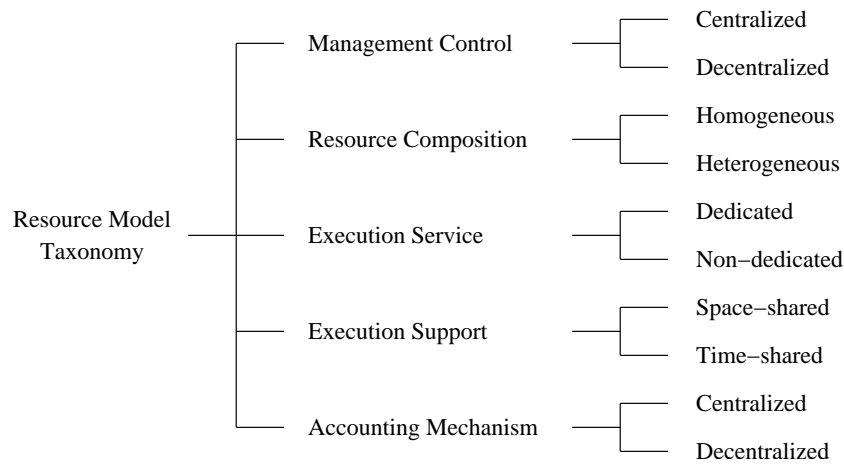 Resource Model
Taxonomy
Management Control
Centralized
Decentralized
Resource Composition
Homogeneous
Heterogeneous
Execution Service
Dedicated
Non−dedicated
Execution Support
Space−shared
Time−shared
Accounting Mechanism
Centralized
Decentralized